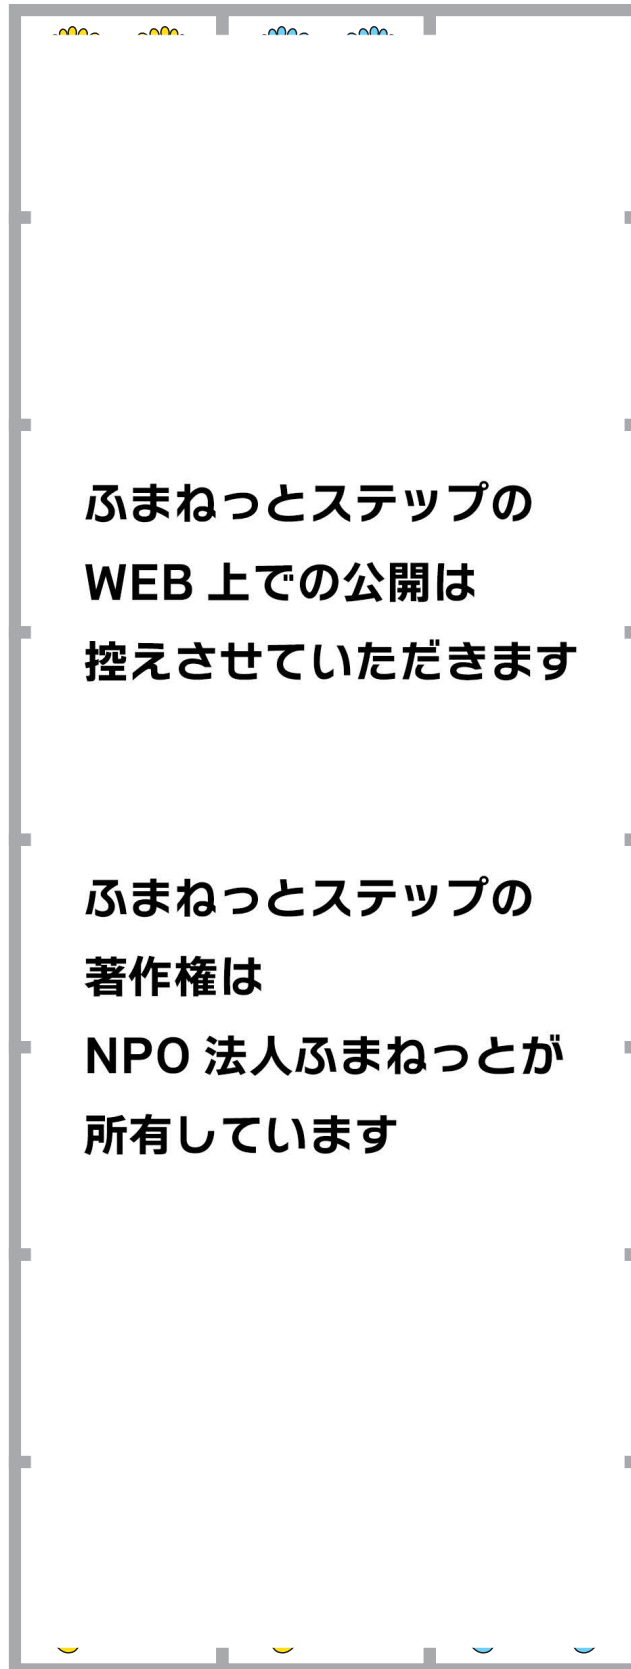 ふまねっとステップの
WEB 上での公開は
控えさせていただきます
ふまねっとステップの
著作権は
NPO 法人ふまねっとが
所有しています